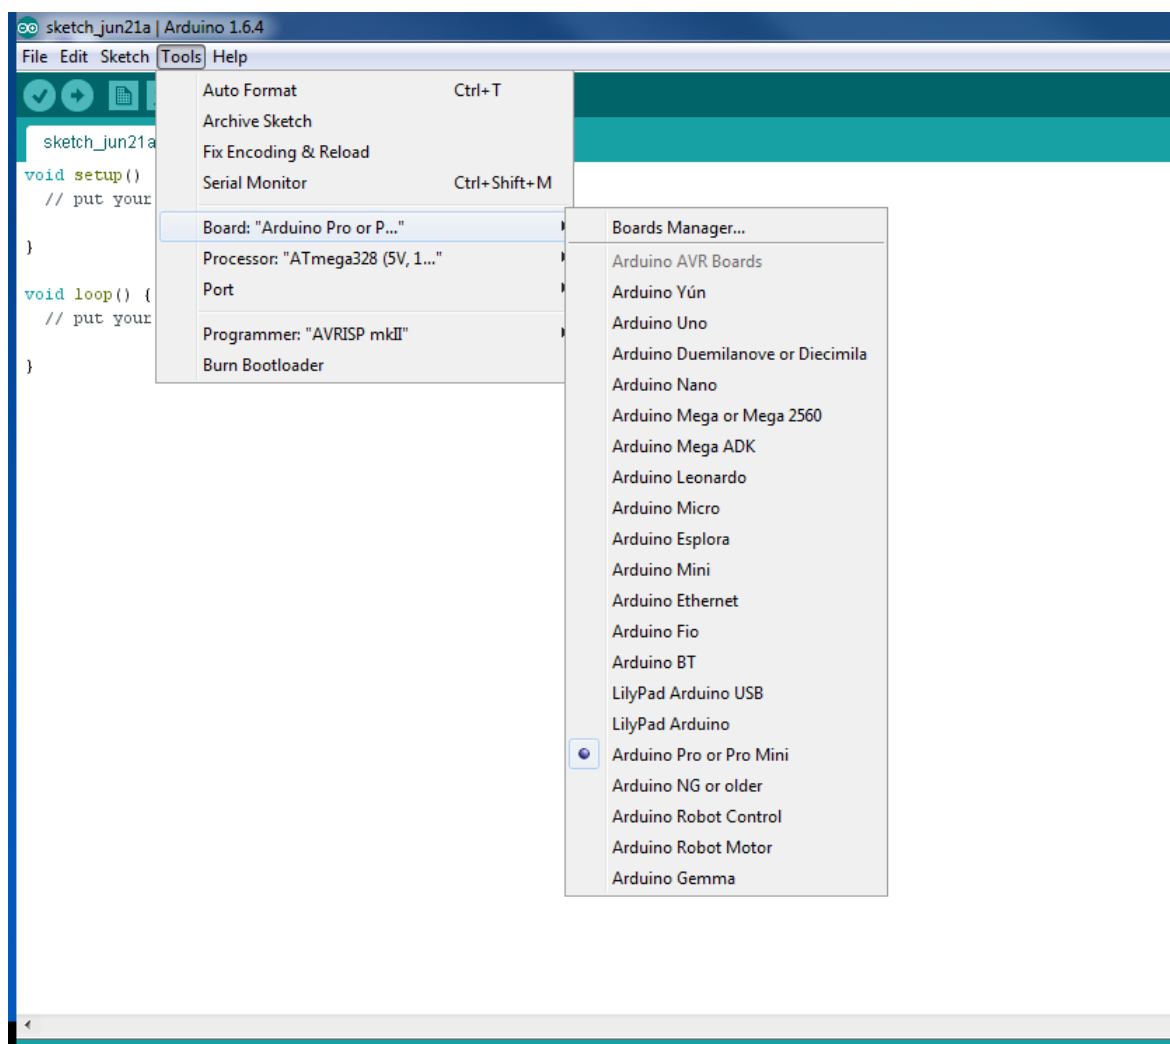 sketch_jun21a | Arduino 1.6.4
File Edit Sketch Tools Help
Auto Format Ctrl+T
Archive Sketch
sketch_jun21a
Fix Encoding & Reload
void setup()
Serial Monitor Ctrl+Shift+M
// put your
Board: "Arduino Pro or P..."
Boards Manager...
}
Processor: "ATmega328 (5V, 1..."
Arduino AVR Boards
void loop() {
Port
Arduino Yún
// put your
Programmer: "AVRISP mkII"
Arduino Uno
}
Burn Bootloader
Arduino Duemilanove or Diecimila
Arduino Nano
Arduino Mega or Mega 2560
Arduino Mega ADK
Arduino Leonardo
Arduino Micro
Arduino Esplora
Arduino Mini
Arduino Ethernet
Arduino Fio
Arduino BT
LilyPad Arduino USB
LilyPad Arduino
Arduino Pro or Pro Mini
Arduino NG or older
Arduino Robot Control
Arduino Robot Motor
Arduino Gemma